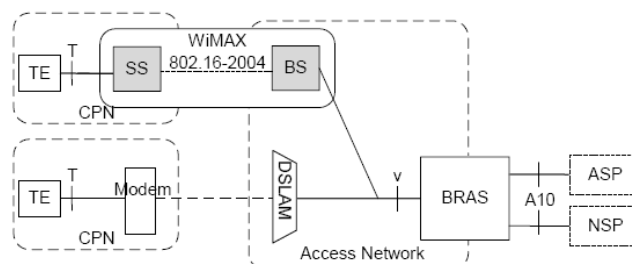 WiMAX
T
TE
SS
802.16-2004
BS
CPN
T
TE
Modem
DSLAM
v
BRAS
ASP
A10
NSP
CPN
Access Network